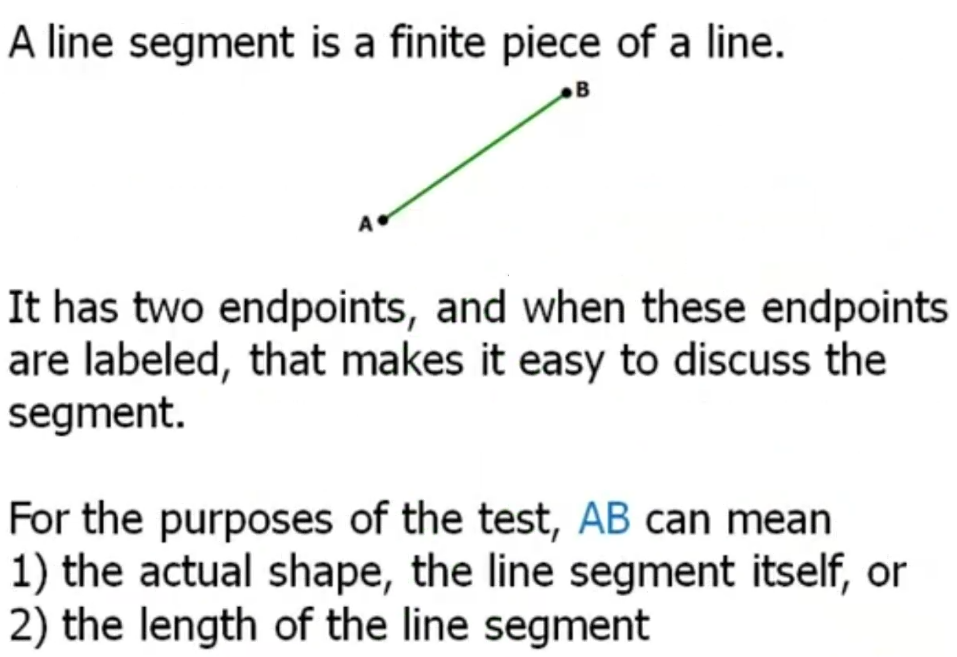 A line segment is a finite piece of a line.
B
A
It has two endpoints, and when these endpoints
are labeled, that makes it easy to discuss the
segment.
For the purposes of the test, AB can mean
1) the actual shape, the line segment itself, or
2) the length of the line segment